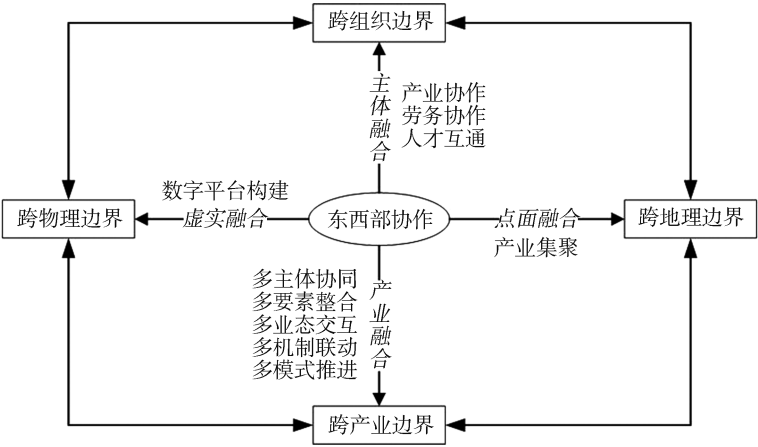 跨组织边界
主体融合
产业协作
劳务协作
人才互通
数字平台构建
跨物理边界
虚实融合
东西部协作
点面融合
跨地理边界
产业集聚
多主体协同
多要素整合
多业态交互
多机制联动
多模式推进
产业融合
跨产业边界